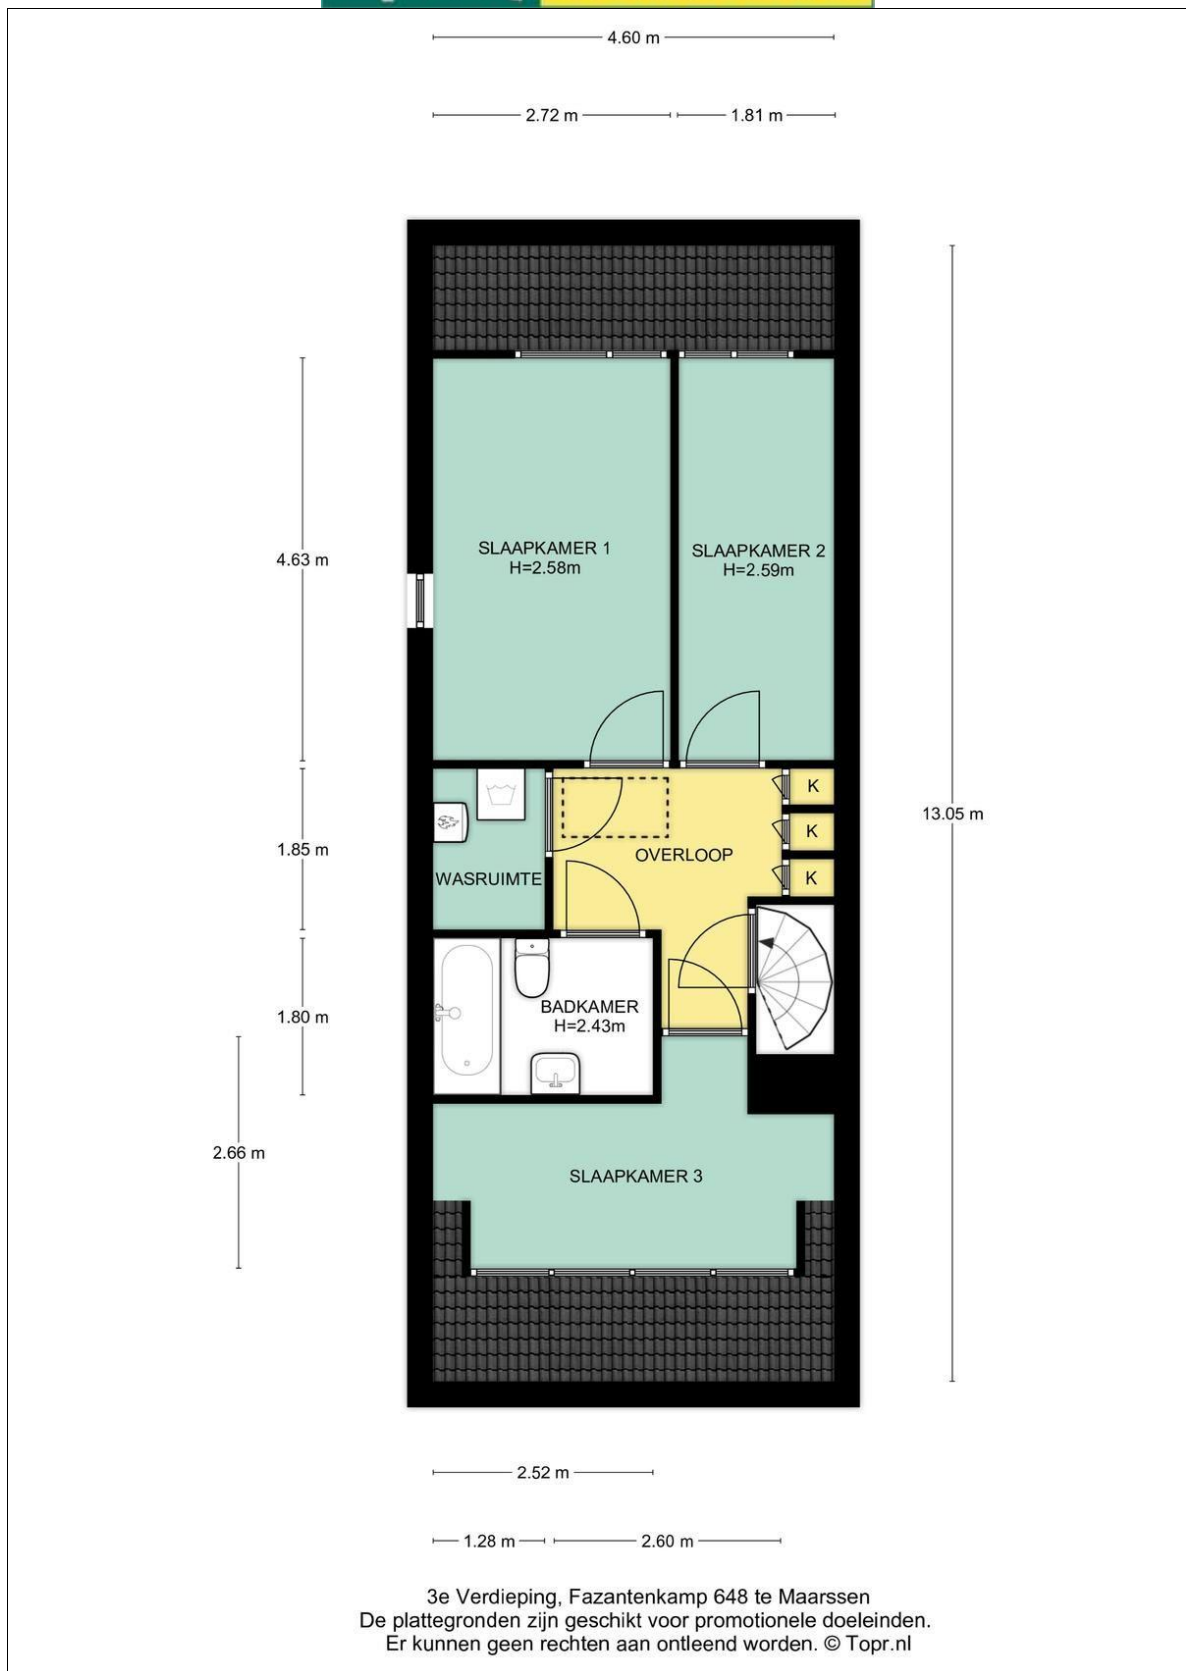 4.60 m
2.72 m
1.81 m
SLAAPKAMER 1
H=2.58m
SLAAPKAMER 2
H=2.59m
4.63 m
K
13.05 m
K
1.85 m
OVERLOOP
WASRUIMTE
K
BADKAMER
H=2.43m
1.80 m
2.66 m
SLAAPKAMER 3
2.52 m
1.28 m
2.60 m
3e Verdieping, Fazantenkamp 648 te Maarssen
De plattegronden zijn geschikt voor promotionele doeleinden.
Er kunnen geen rechten aan ontleend worden. © Topr.nl